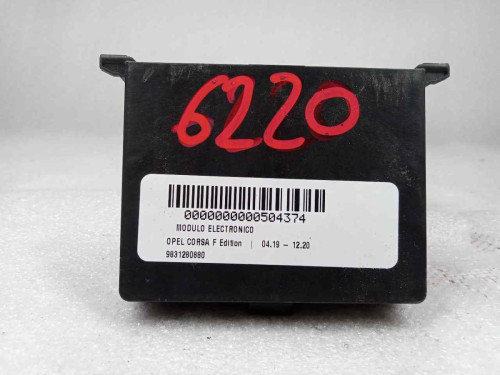 6220
0000000000504374
MODULO ELECTRONICO
OPEL CORSA F Edition | 04.19 - 12.20
9831280880